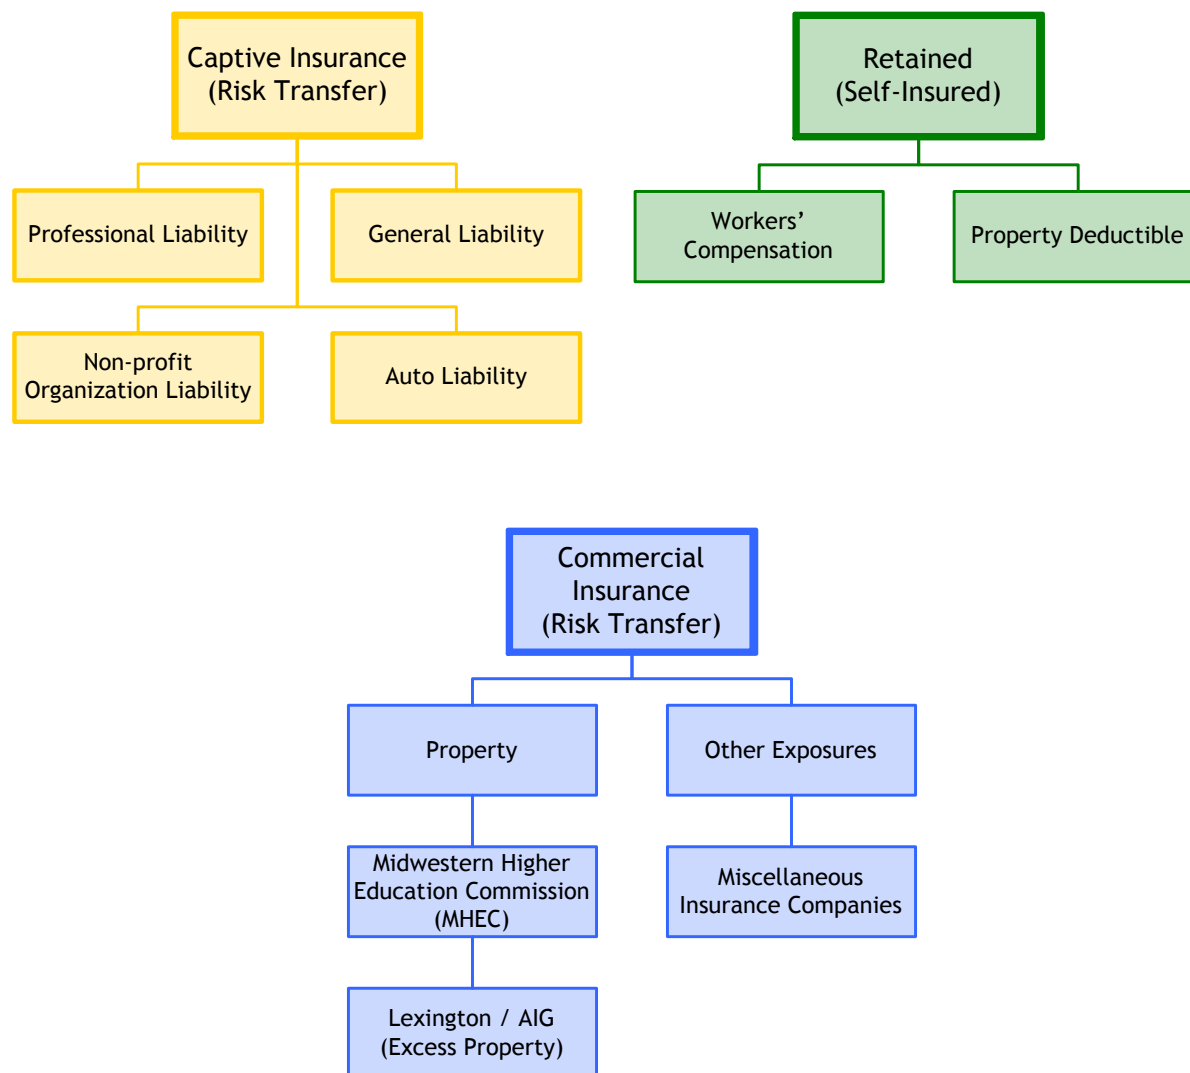 Captive Insurance
(Risk Transfer)
Retained
(Self-Insured)
Professional Liability
General Liability
Workers’
Compensation
Property Deductible
Non-profit
Organization Liability
Auto Liability
Commercial
Insurance
(Risk Transfer)
Property
Other Exposures
Midwestern Higher
Education Commission
(MHEC)
Miscellaneous
Insurance Companies
Lexington / AIG
(Excess Property)